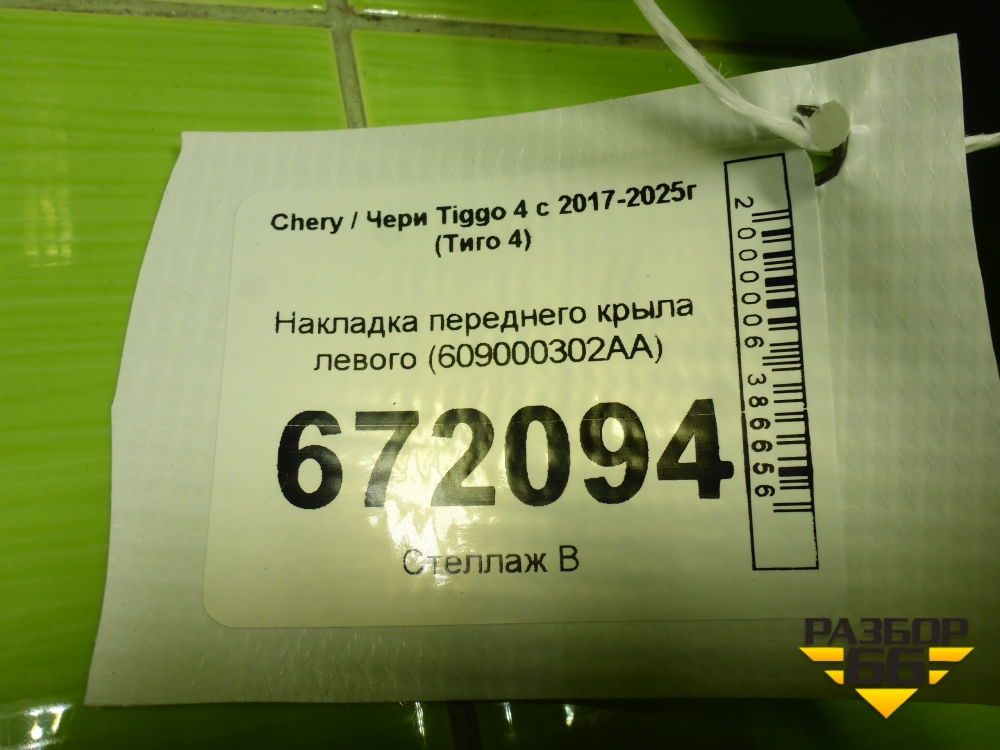 Chery / Чери Tiggo 4 с 2017-2025г
(Тиго 4)
Накладка переднего крыла
левого (609000302AA)
672094
Стеллаж В
2000006386656
РАЗБОР
66